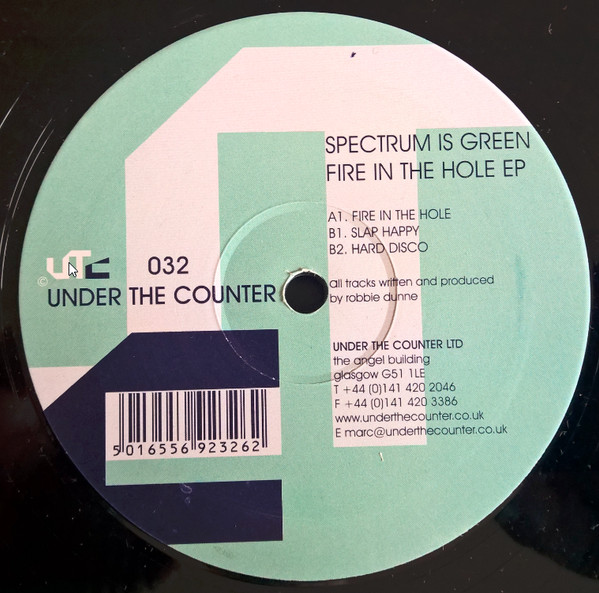 SPECTRUM IS GREEN
FIRE IN THE HOLE EP
A1. FIRE IN THE HOLE
B1. SLAP HAPPY
B2. HARD DISCO
all tracks written and produced
by robbie dunne
UTC
032
©
UNDER THE COUNTER
UNDER THE COUNTER LTD
the angel building
glasgow G51 1LE
T +44 (0)141 420 2046
F +44 (0)141 420 3386
www.underthecounter.co.uk
E marc@underthecounter.co.uk
5 016556 923262